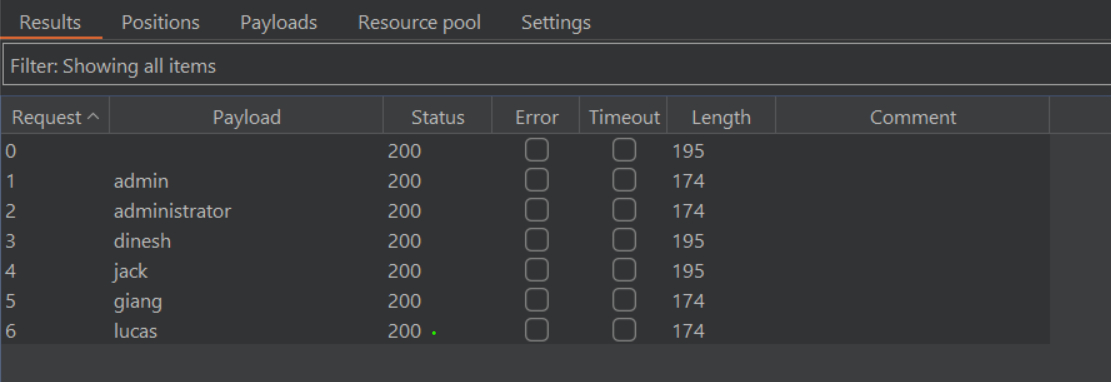 Results Positions Payloads Resource pool Settings
Filter: Showing all items
Request Payload Status Error Timeout Length Comment
0 200 195
1 admin 200 174
2 administrator 200 174
3 dinesh 200 195
4 jack 200 195
5 giang 200 174
6 lucas 200 174